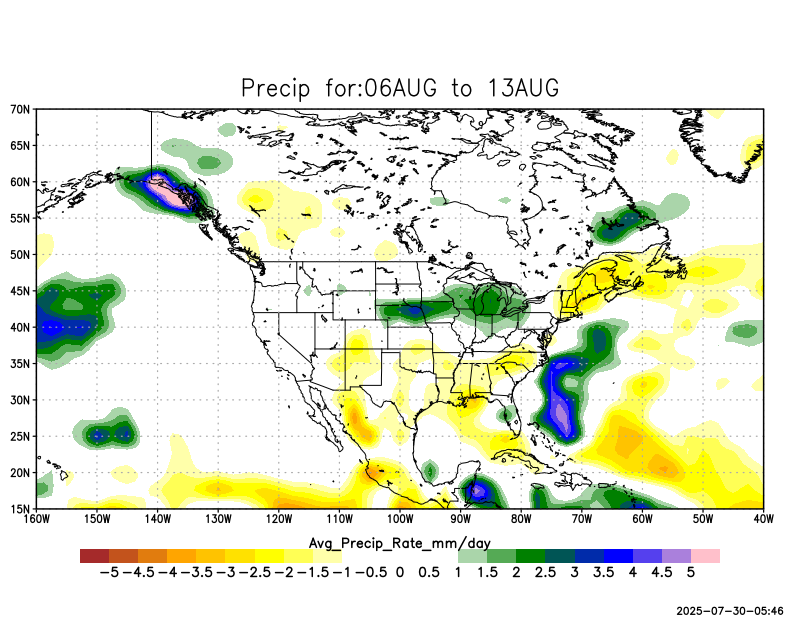 Precip for:06AUG to 13AUG
70N
65N
60N
55N
50N
45N
40N
35N
30N
25N
20N
15N
160W 150W 140W 130W 120W 110W 100W 90W 80W 70W 60W 50W 40W
Avg_Precip_Rate_mm/day
-5 -4.5 -4 -3.5 -3 -2.5 -2 -1.5 -1 -0.5 0 0.5 1 1.5 2 2.5 3 3.5 4 4.5 5
2025-07-30-05:46